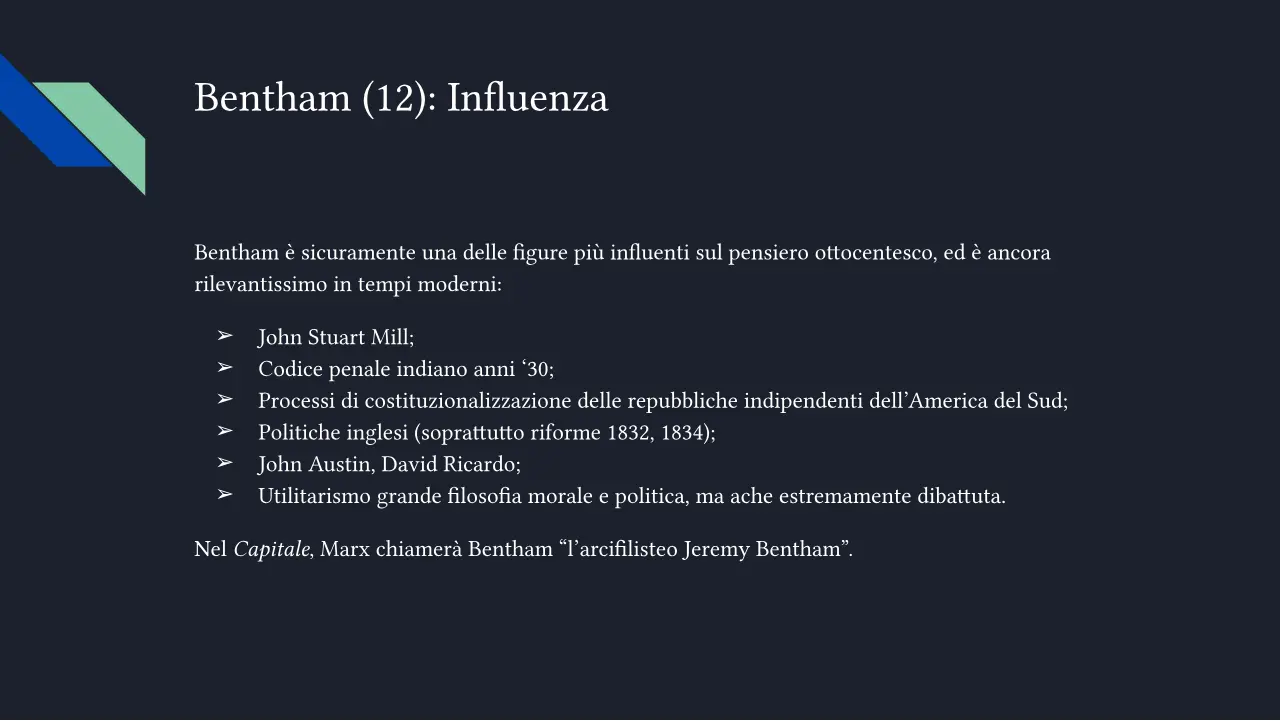 Bentham (12): Influenza
Bentham è sicuramente una delle figure più influenti sul pensiero ottocentesco, ed è ancora
rilevantissimo in tempi moderni:
➢ John Stuart Mill;
➢ Codice penale indiano anni ‘30;
➢ Processi di costituzionalizzazione delle repubbliche indipendenti dell’America del Sud;
➢ Politiche inglesi (soprattutto riforme 1832, 1834);
➢ John Austin, David Ricardo;
➢ Utilitarismo grande filosofia morale e politica, ma ache estremamente dibattuta.
Nel Capitale, Marx chiamerà Bentham “l’arcifilisteo Jeremy Bentham”.